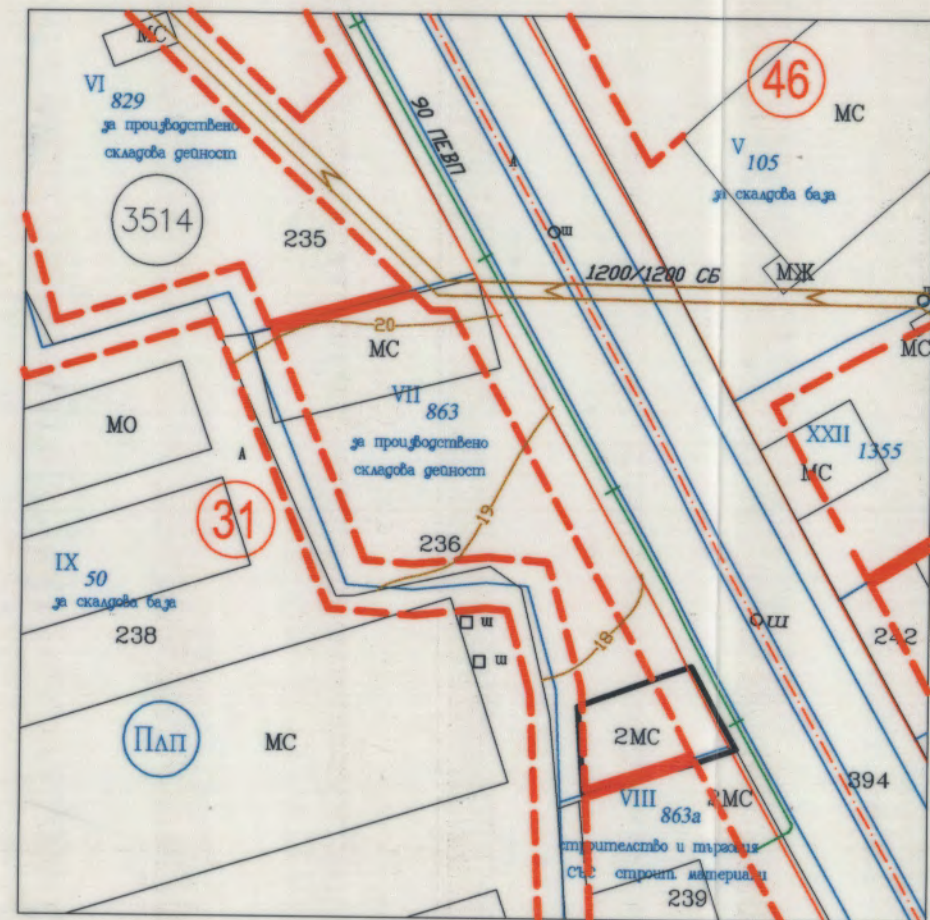 МС
VI 829
за производствено
складова дейност
3514
235
90 ПЕВП
46
МС
V 105
за скалдова база
ш
1200/1200 СБ
МЖ
20
МС
МС
МО
Л
VII 863
за производствено
складова дейност
XXII 1355
МС
31
19
236
IX 50
за скалдова база
238
ш
ш
Ш
18
242
ПлП
МС
2МС
394
VIII 863а
2МС
строителство и търговия
СЪС строит. материали
239